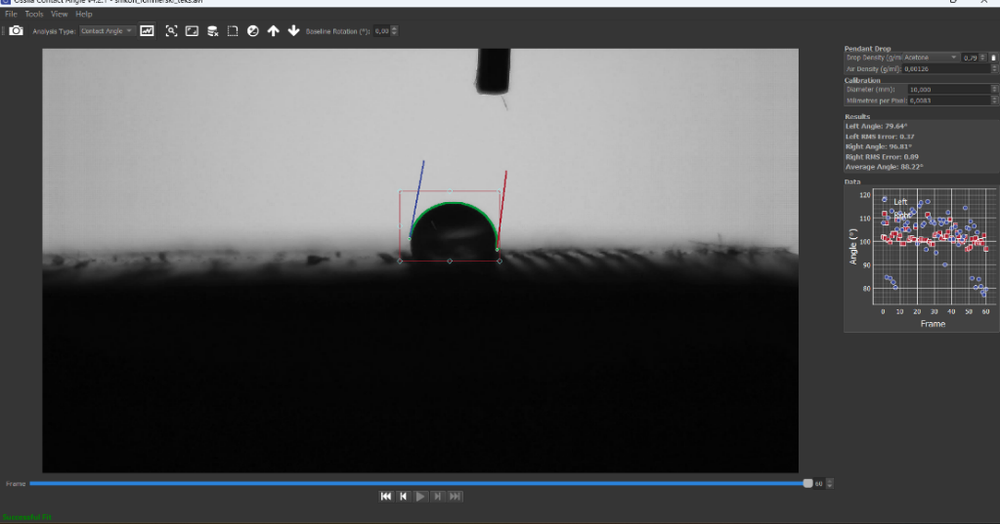 Ossila Contact Angle v4.2.1 - shikon_lommerski_teks.avi
File Tools View Help
Analysis Type: Contact Angle
Baseline Rotation (°): 0,00
Pendant Drop
Drop Density (g/m Acetone 0,79
Air Density (g/ml): 0,00126
Calibration
Diameter (mm): 10,000
Milimetres per Pixel: 0,0083
Results
Left Angle: 79.64°
Left RMS Error: 0.37
Right Angle: 96.81°
Right RMS Error: 0.09
Average Angle: 88.22°
Data
Left
Right
Angle (°)
120
110
100
90
80
0 10 20 30 40 50 60
Frame
Frame 60
Successful Fit